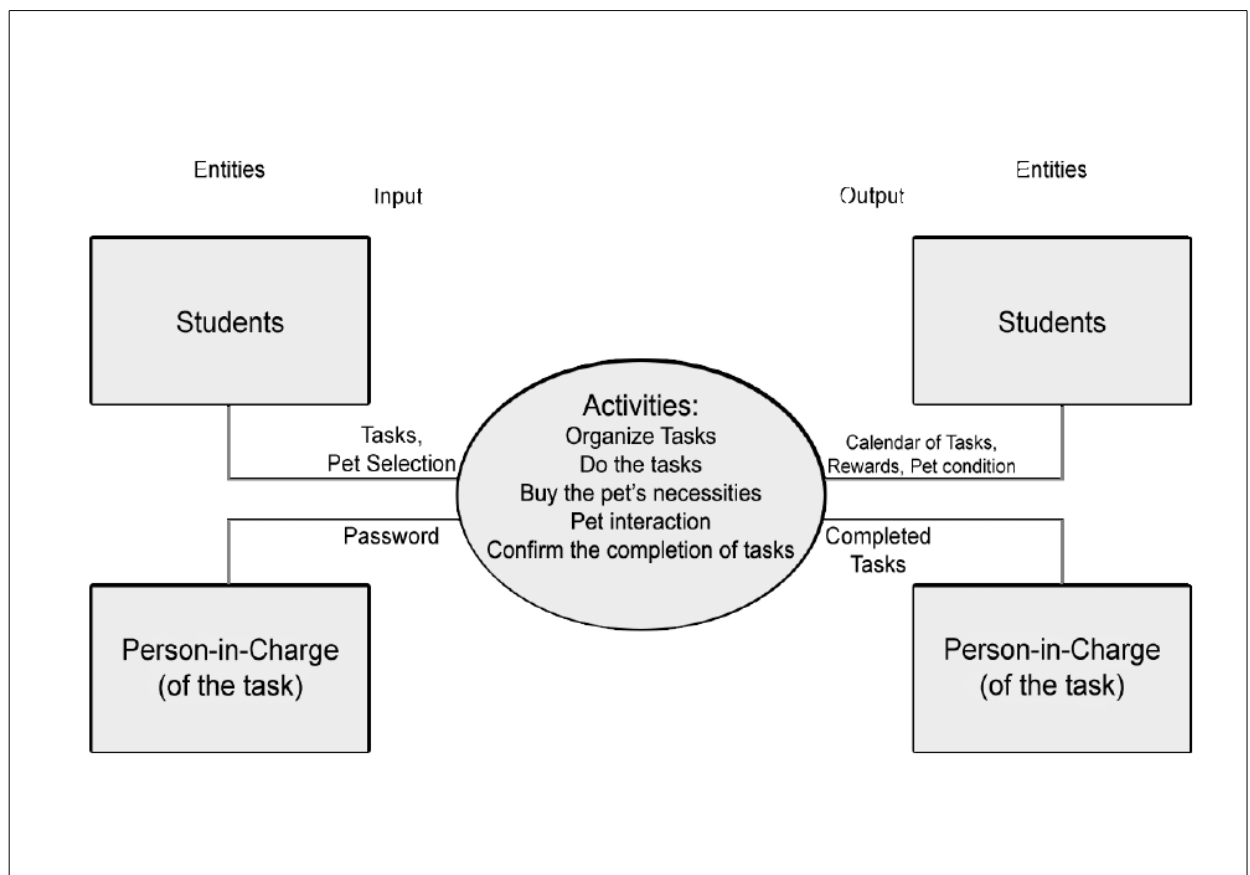 Entities
Entities
Input
Output
Students
Students
Activities:
Organize Tasks
Do the tasks
Buy the pet's necessities
Pet interaction
Confirm the completion of tasks
Tasks,
Pet Selection
Calendar of Tasks,
Rewards, Pet condition
Password
Completed
Tasks
Person-in-Charge
(of the task)
Person-in-Charge
(of the task)